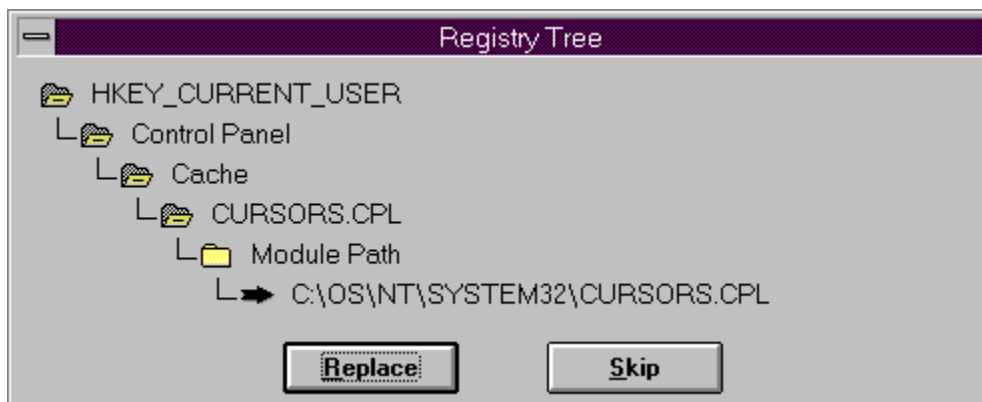 Registry Tree
HKEY_CURRENT_USER
Control Panel
Cache
CURSORS.CPL
Module Path
C:\OS\NT\SYSTEM32\CURSORS.CPL
Replace Skip